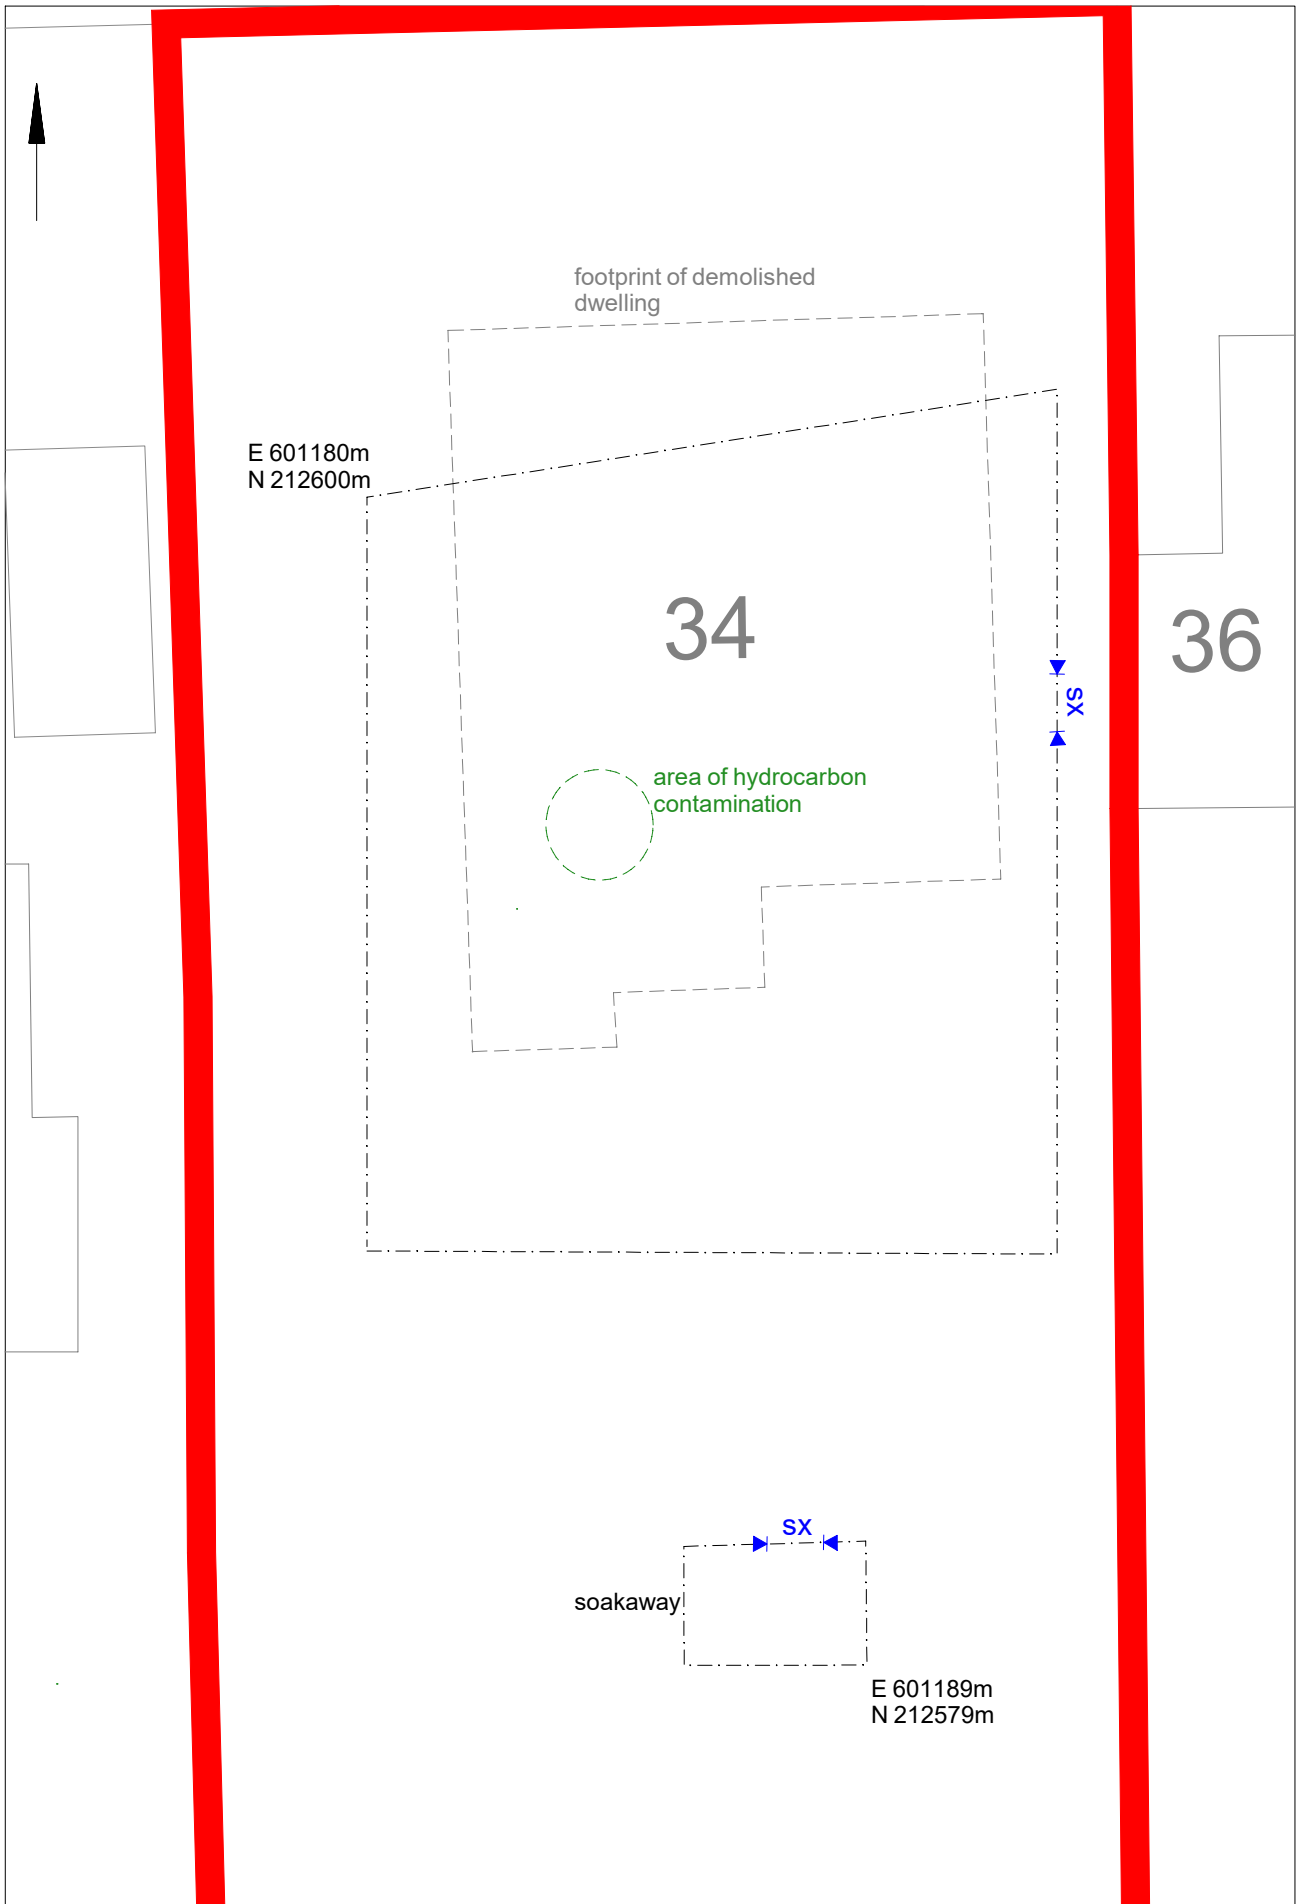 footprint of demolished
dwelling
E 601180m
N 212600m
34
36
SX
area of hydrocarbon
contamination
SX
soakaway
E 601189m
N 212579m